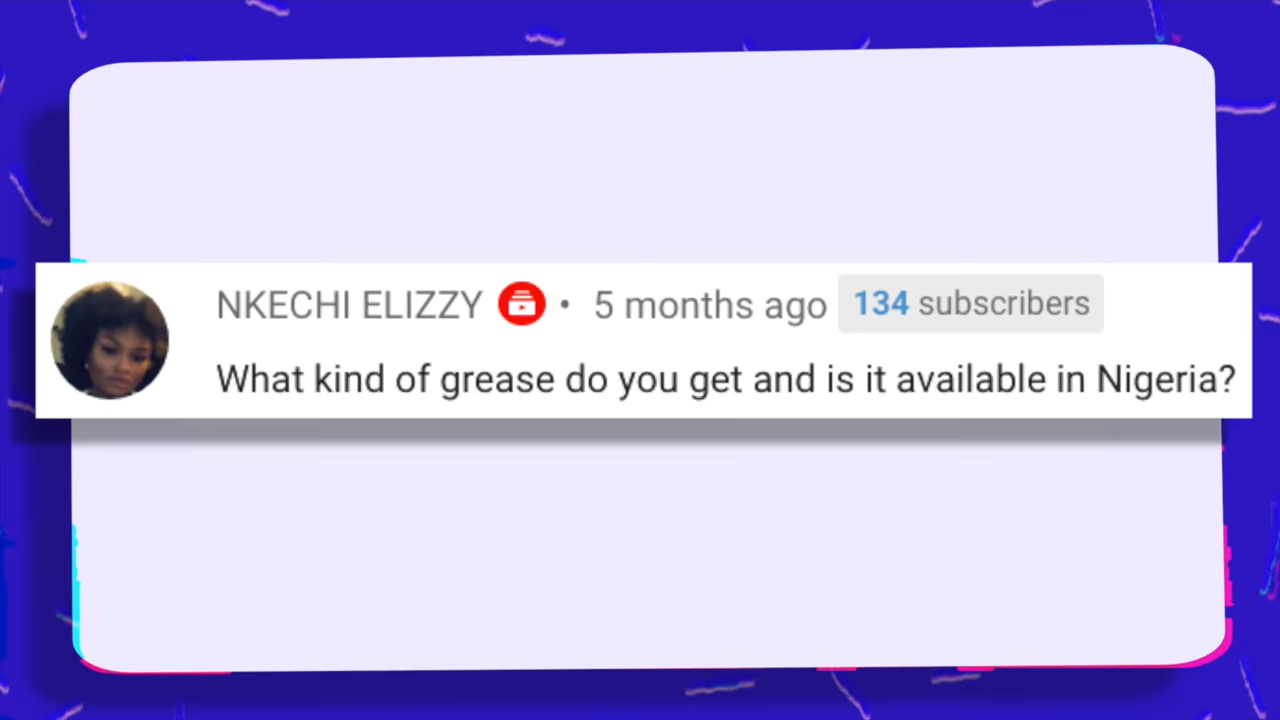 NKECHI ELIZZY • 5 months ago 134 subscribers
What kind of grease do you get and is it available in Nigeria?